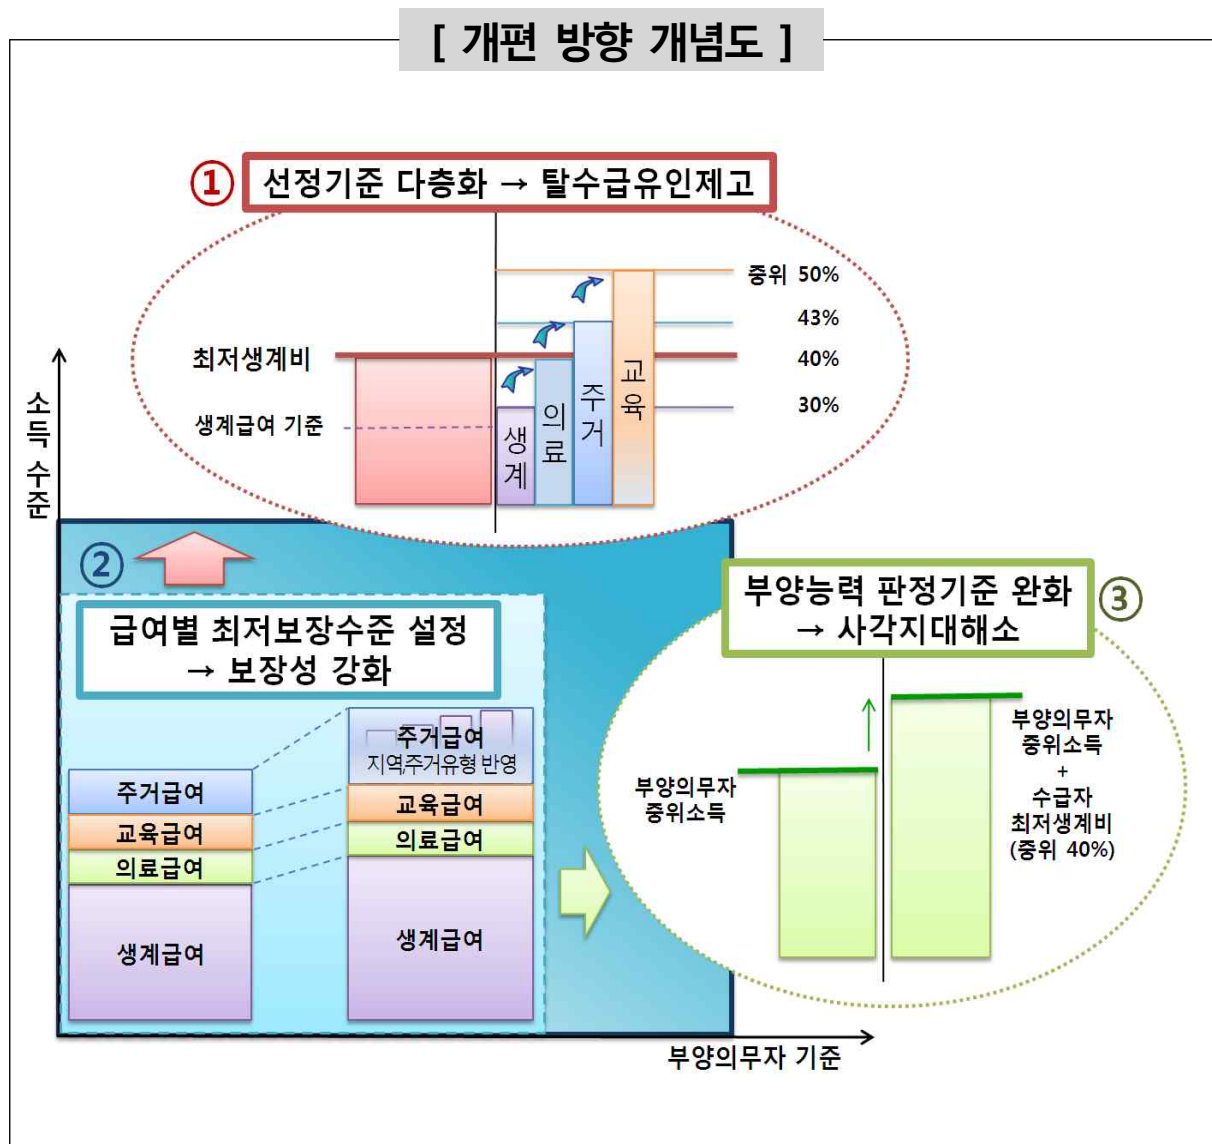 [ 개편 방향 개념도 ]
① 선정기준 다층화 → 탈수급유인제고
중위 50%
43%
40%
30%
최저생계비
생계급여 기준
생계
의료
주거
교육
소득 수준
②
급여별 최저보장수준 설정
→ 보장성 강화
주거급여
교육급여
의료급여
생계급여
주거급여
지역,주거유형 반영
교육급여
의료급여
생계급여
부양능력 판정기준 완화
→ 사각지대해소
③
부양의무자
중위소득
부양의무자
중위소득
+
수급자
최저생계비
(중위 40%)
부양의무자 기준